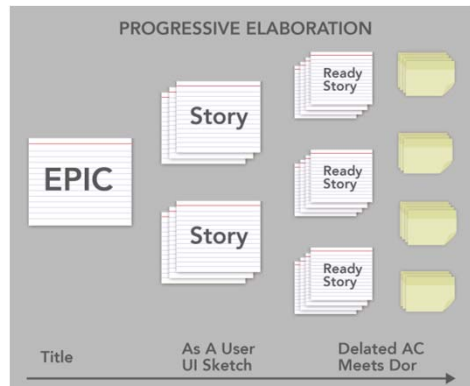 PROGRESSIVE ELABORATION
EPIC
Story
Story
Ready
Story
Ready
Story
Ready
Story
Title
As A User
UI Sketch
Delated AC
Meets Dor